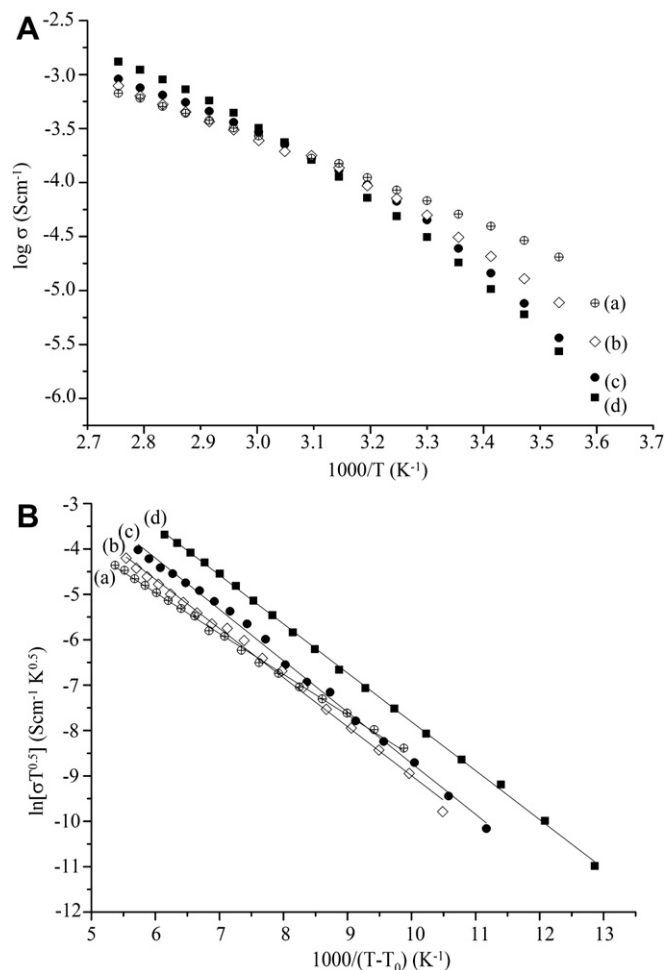 A
log σ (Scm-1)
-2.5
-3.0
-3.5
-4.0
-4.5
-5.0
-5.5
-6.0
(a)
(b)
(c)
(d)
2.7 2.8 2.9 3.0 3.1 3.2 3.3 3.4 3.5 3.6 3.7
1000/T (K-1)
B
ln[σT0.5] (Scm-1 K0.5)
-3
-4
-5
-6
-7
-8
-9
-10
-11
-12
(d)
(c)
(b)
(a)
5 6 7 8 9 10 11 12 13 14
1000/(T-T0) (K-1)